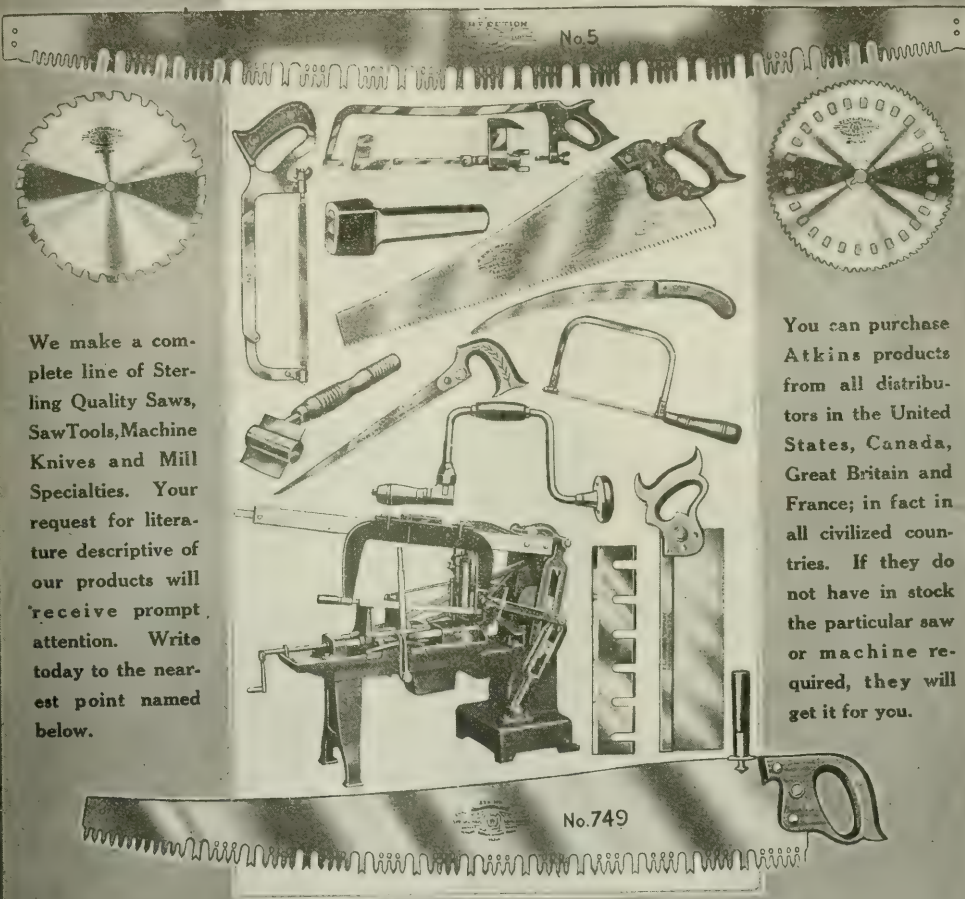 PERFECTION
No.5
We make a com-
plete line of Ster-
ling Quality Saws,
Saw Tools, Machine
Knives and Mill
Specialties. Your
request for litera-
ture descriptive of
our products will
receive prompt
attention. Write
today to the near-
est point named
below.
You can purchase
Atkins products
from all distribu-
tors in the United
States, Canada,
Great Britain and
France; in fact in
all civilized coun-
tries. If they do
not have in stock
the particular saw
or machine re-
quired, they will
get it for you.
No.749